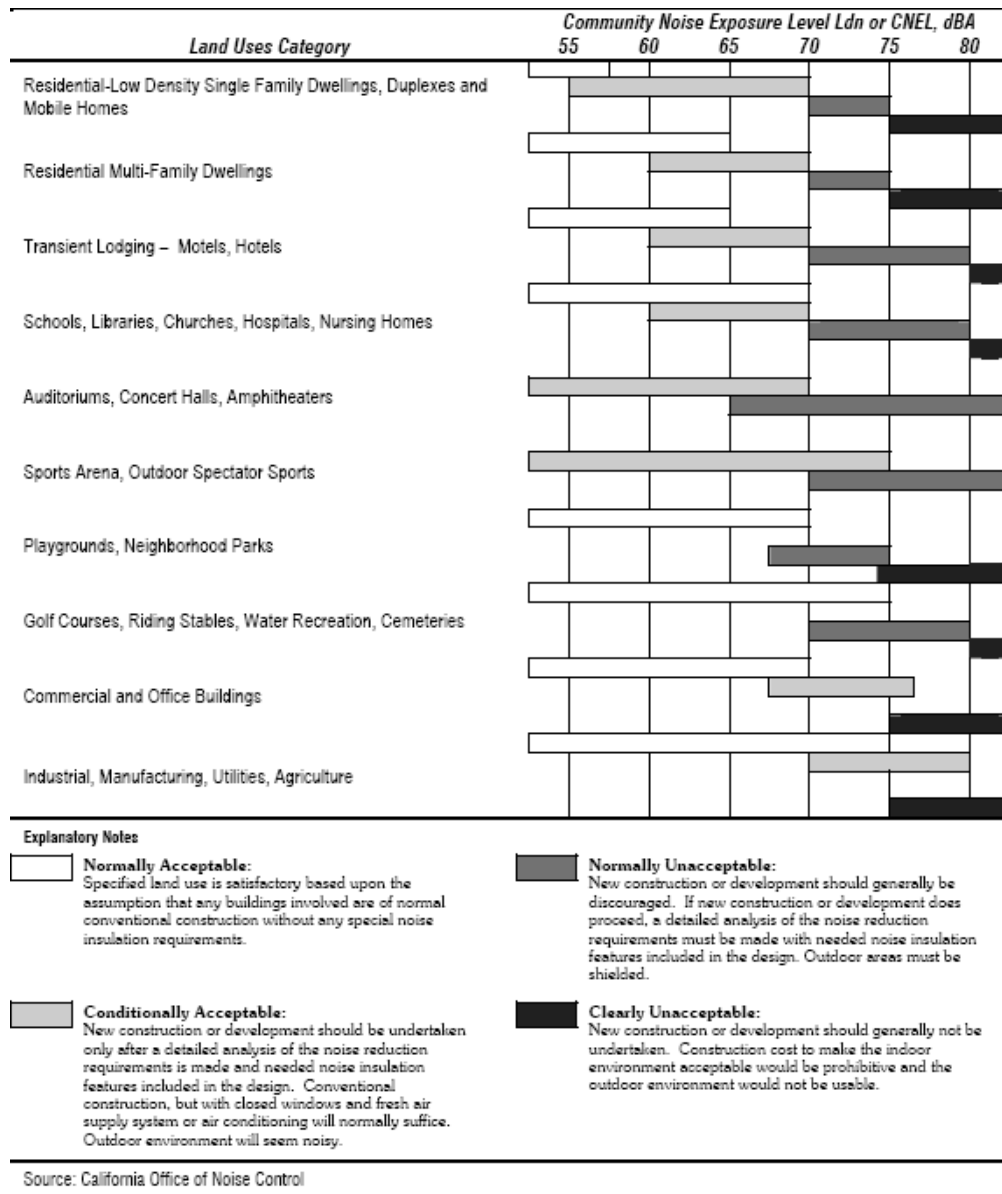 Community Noise Exposure Level Ldn or CNEL, dBA
Land Uses Category
55 60 65 70 75 80
Residential-Low Density Single Family Dwellings, Duplexes and
Mobile Homes
Residential Multi-Family Dwellings
Transient Lodging – Motels, Hotels
Schools, Libraries, Churches, Hospitals, Nursing Homes
Auditoriums, Concert Halls, Amphitheaters
Sports Arena, Outdoor Spectator Sports
Playgrounds, Neighborhood Parks
Golf Courses, Riding Stables, Water Recreation, Cemeteries
Commercial and Office Buildings
Industrial, Manufacturing, Utilities, Agriculture
Explanatory Notes
Normally Acceptable:
Specified land use is satisfactory based upon the
assumption that any buildings involved are of normal
conventional construction without any special noise
insulation requirements.
Conditionally Acceptable:
New construction or development should be undertaken
only after a detailed analysis of the noise reduction
requirements is made and needed noise insulation
features included in the design. Conventional
construction, but with closed windows and fresh air
supply system or air conditioning will normally suffice.
Outdoor environment will seem noisy.
Normally Unacceptable:
New construction or development should generally be
discouraged. If new construction or development does
proceed, a detailed analysis of the noise reduction
requirements must be made with needed noise insulation
features included in the design. Outdoor areas must be
shielded.
Clearly Unacceptable:
New construction or development should generally not be
undertaken. Construction cost to make the indoor
environment acceptable would be prohibitive and the
outdoor environment would not be usable.
Source: California Office of Noise Control